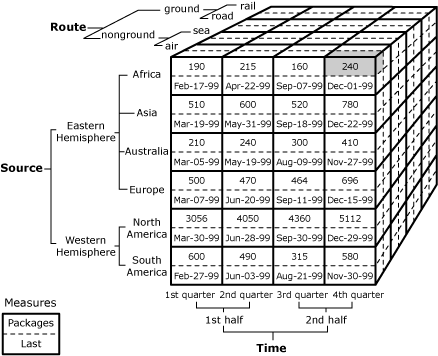 ground
rail
road
Route
nonground
sea
air
190 215 160 240
Africa
Feb-17-99 Apr-22-99 Sep-07-99 Dec-01-99
510 600 520 780
Asia
Mar-19-99 May-31-99 Sep-18-99 Dec-22-99
Eastern
Hemisphere
210 240 300 410
Australia
Mar-05-99 May-19-99 Aug-09-99 Nov-27-99
Source
500 470 464 696
Europe
Mar-07-99 Jun-20-99 Sep-11-99 Dec-15-99
North
America
3056 4050 4360 5112
Mar-30-99 Jun-28-99 Sep-30-99 Dec-29-99
Western
Hemisphere
South
America
600 490 315 580
Feb-27-99 Jun-03-99 Aug-21-99 Nov-30-99
1st quarter 2nd quarter 3rd quarter 4th quarter
1st half 2nd half
Time
Measures
Packages
Last